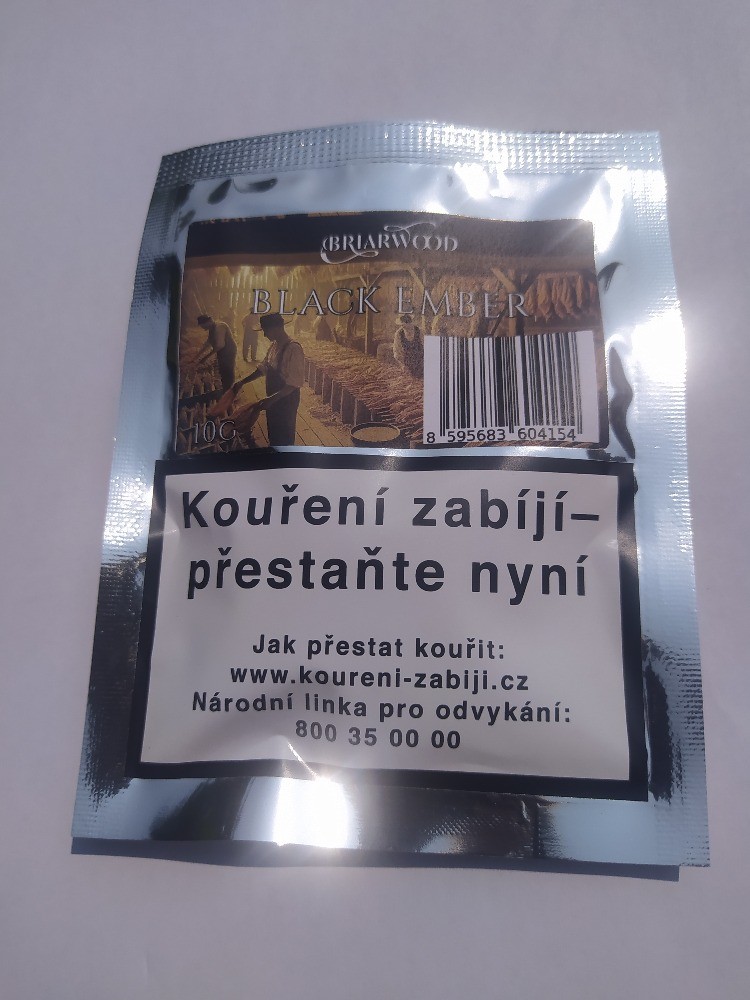 BRIARWOOD
BLACK EMBER
10G
8 595683 604154
Kouření zabíjí–
přestaňte nyní
Jak přestat kouřit:
www.koureni-zabiji.cz
Národní linka pro odvykání:
800 35 00 00